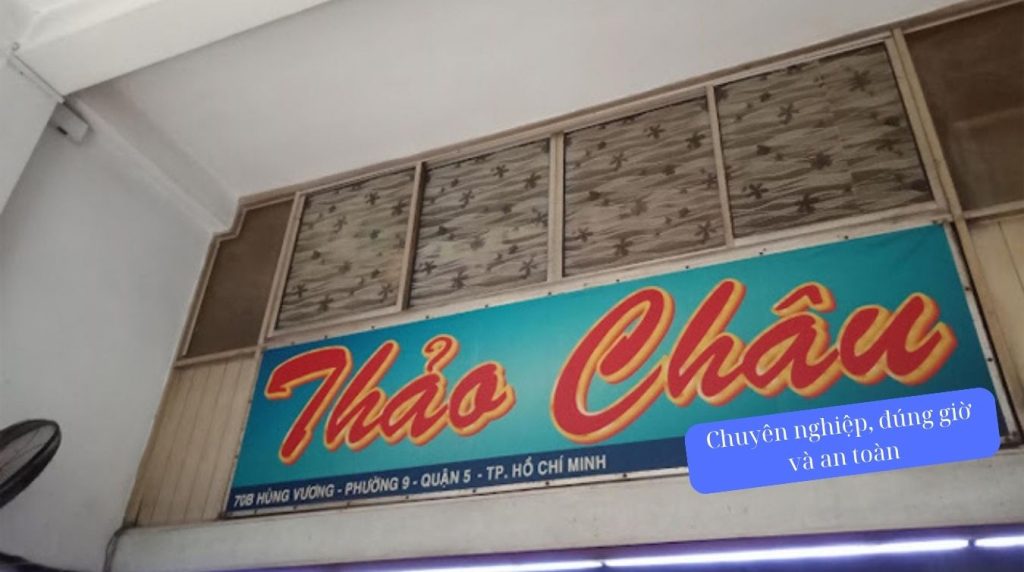 Thảo Châu
70B HÙNG VƯƠNG - PHƯỜNG 9 - QUẬN 5 - TP. HỒ CHÍ MINH
Chuyên nghiệp, đúng giờ
và an toàn